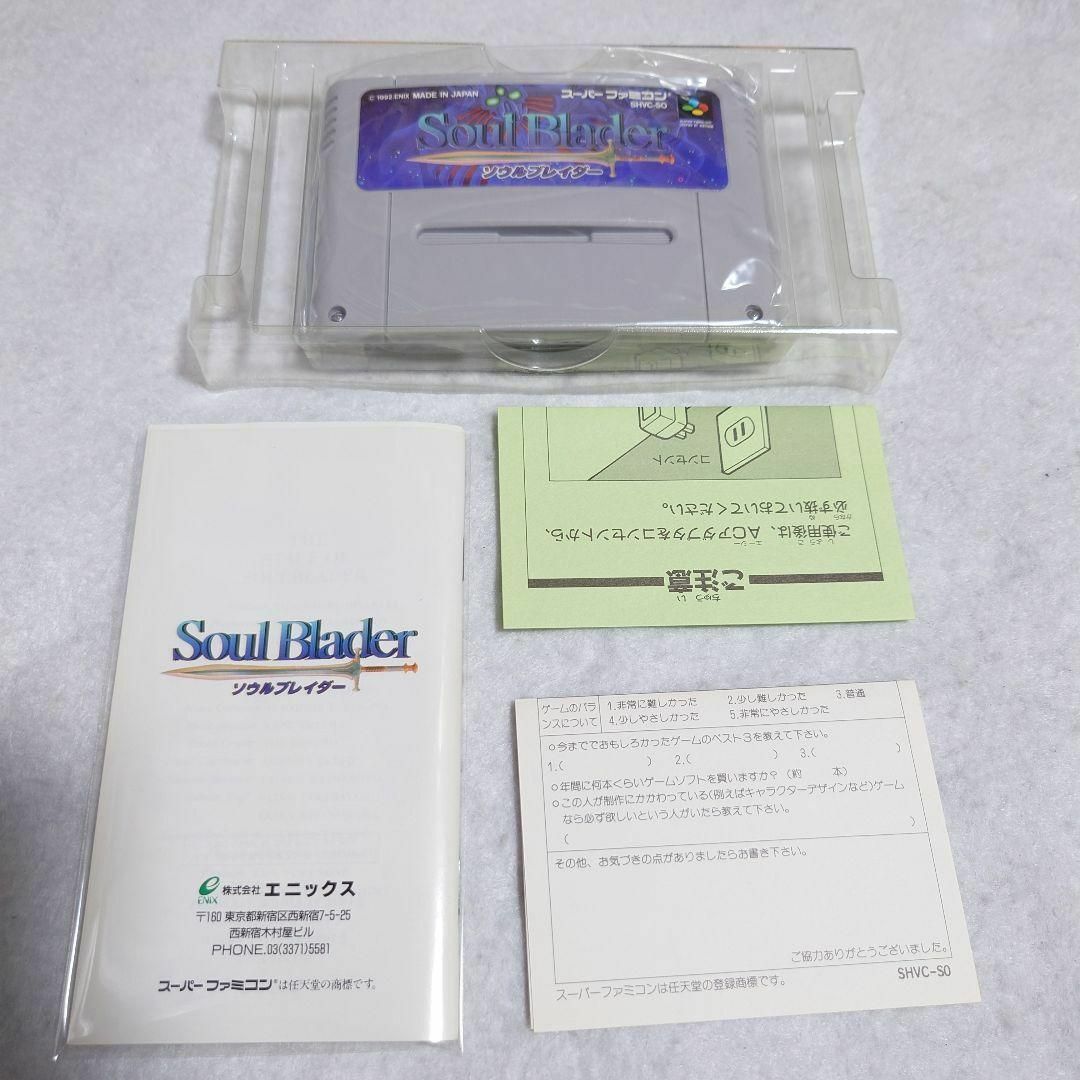 © 1992 ENIX MADE IN JAPAN
スーパーファミコン
SHVC-SO
Soul Blader
ソウルブレイダー
Soul Blader
ソウルブレイダー
ENIX
株式会社 エニックス
〒160 東京都新宿区西新宿7-5-25
西新宿木村屋ビル
PHONE.03(3371)5581
スーパーファミコン®は任天堂の商標です。
ご注意
ちゅうい
ご使用後は、ACアダプタをコンセントから、
しようご エーシー
必ず抜いておいてください。
かなら ぬ
コンセント
ゲームのバラ
ンスについて
1.非常に難しかった 2.少し難しかった 3.普通
4.少しやさしかった 5.非常にやさしかった
○今まででおもしろかったゲームのベスト3を教えて下さい。
1.( ) 2.( ) 3.( )
○年間に何本くらいゲームソフトを買いますか？(約 本)
○この人が制作にかかわっている(例えばキャラクターデザインなど)ゲーム
なら必ず欲しいという人がいたら教えて下さい。
( )
その他、お気づきの点がありましたらお書き下さい。
ご協力ありがとうございました。
SHVC-SO
スーパーファミコンは任天堂の登録商標です。